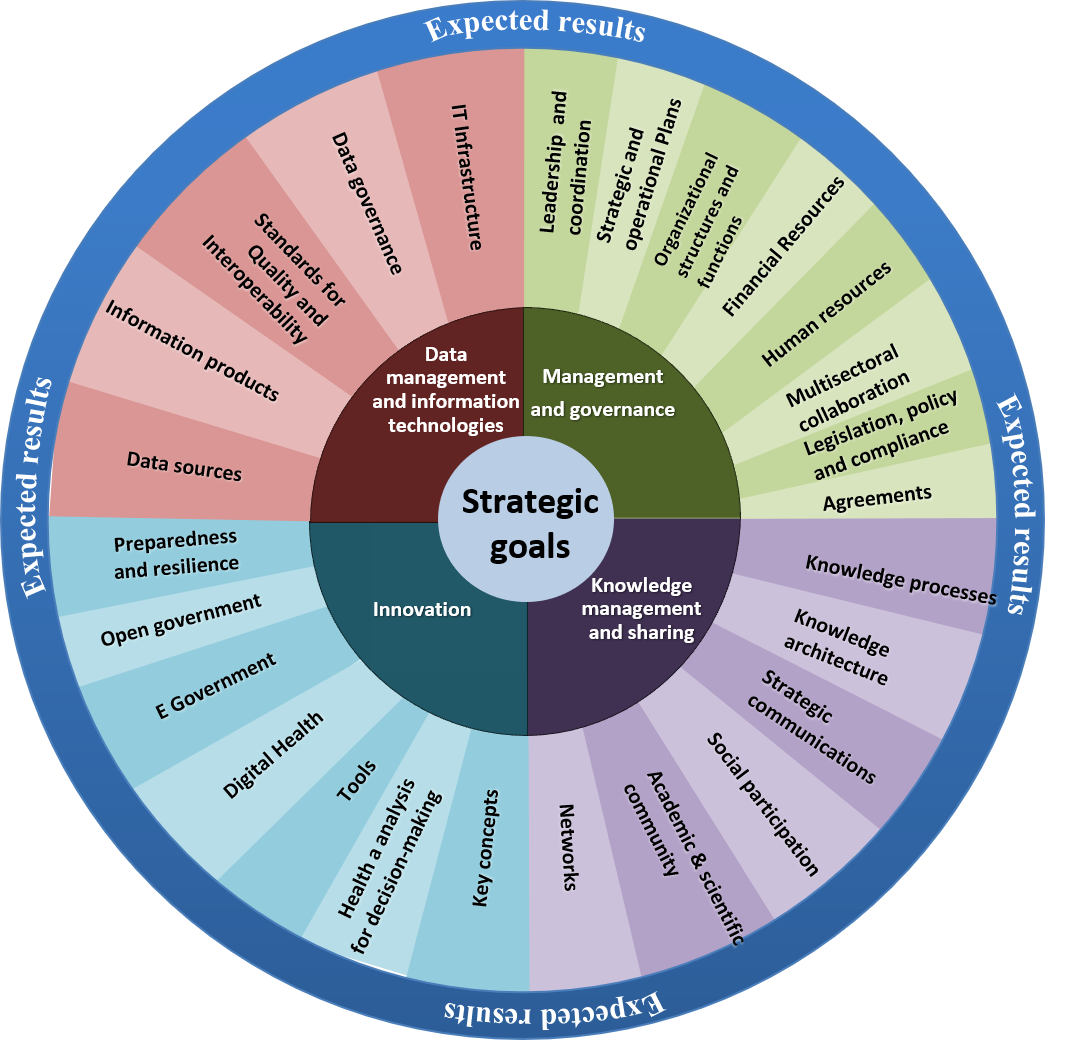 Expected results
Strategic
goals
Management
and governance
Leadership and
coordination
Strategic and
operational Plans
Organizational
structures and
functions
Financial Resources
Human resources
Multisectoral
collaboration
Legislation, policy
and compliance
Agreements
Expected results
Knowledge
management
and sharing
Knowledge processes
Knowledge
architecture
Strategic
communications
Social participation
Academic & scientific
community
Networks
Expected results
Innovation
Key concepts
Health a analysis
for decision-making
Tools
Digital Health
E Government
Open government
Preparedness
and resilience
Expected results
Data
management
and information
technologies
Data sources
Information products
Standards for
Quality and
Interoperability
Data governance
IT Infrastructure